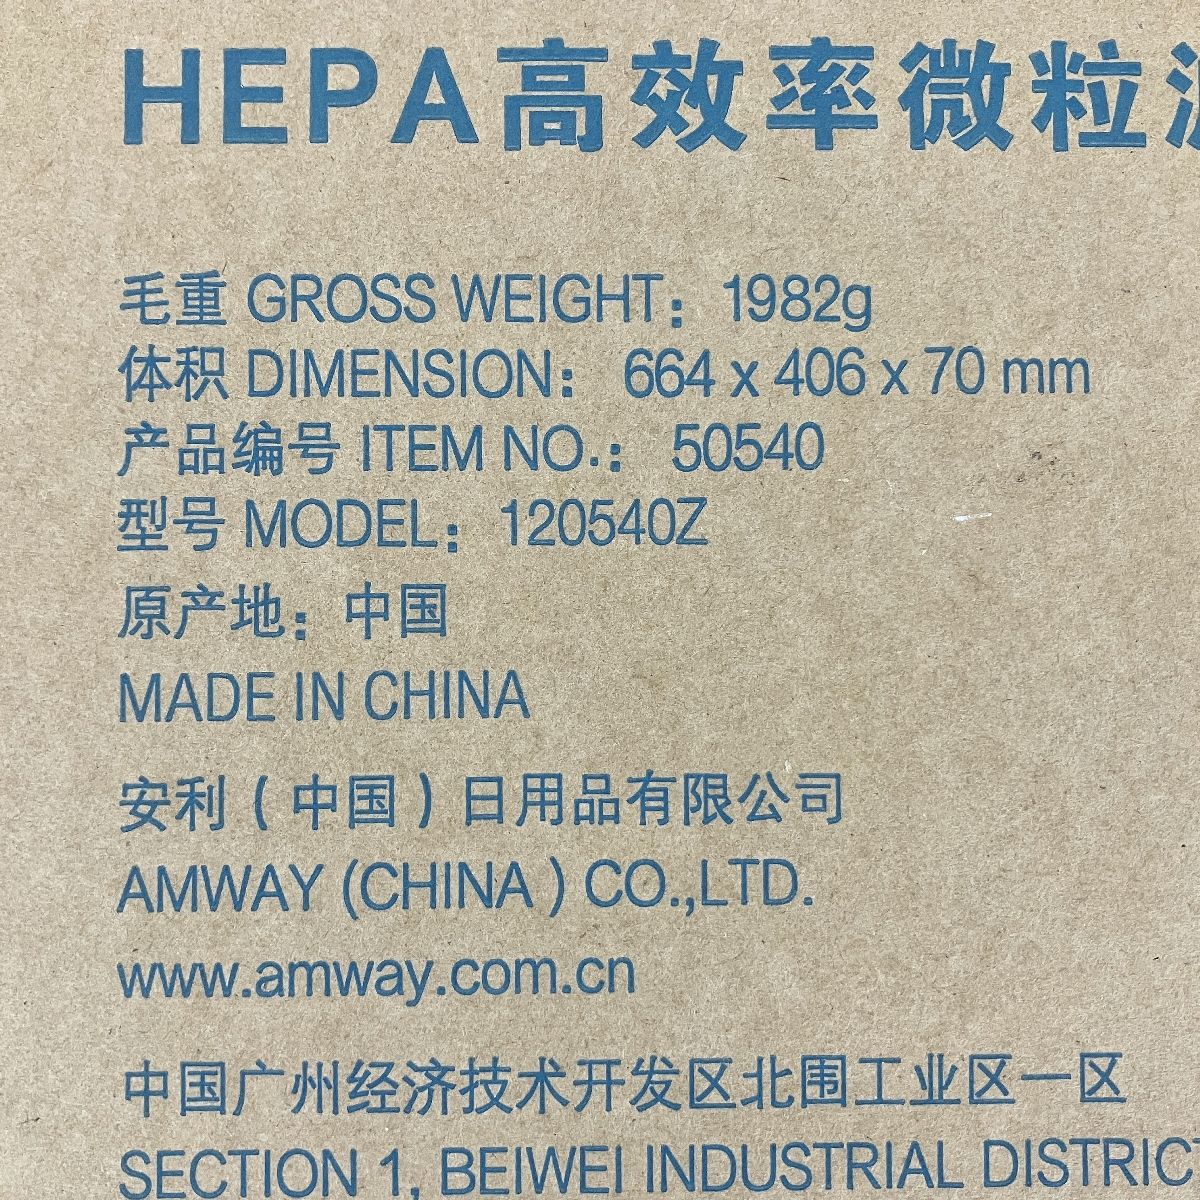 HEPA高效率微粒
毛重 GROSS WEIGHT: 1982g
体积 DIMENSION: 664 x 406 x 70 mm
产品编号 ITEM NO.: 50540
型号 MODEL: 120540Z
原产地: 中国
MADE IN CHINA
安利 ( 中国 ) 日用品有限公司
AMWAY (CHINA ) CO.,LTD.
www.amway.com.cn
中国广州经济技术开发区北围工业区一区
SECTION 1, BEIWEI INDUSTRIAL DISTRICT